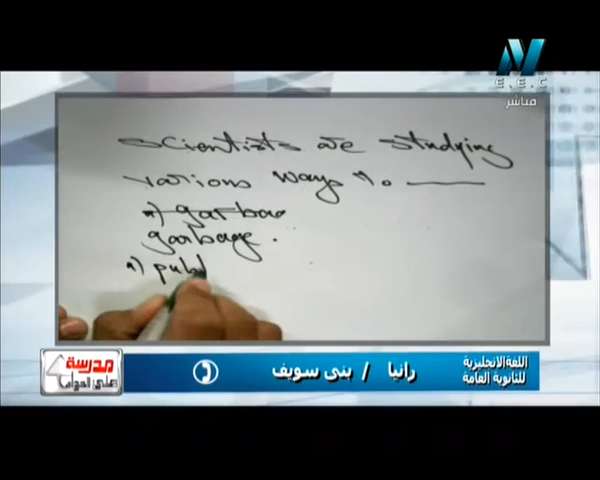 E.E.C
مباشر
Scientists are studying
various ways to ____
a) garbag
garbage.
a) publ
اللغة الانجليزية
للثانوية العامة
رانيا / بنى سويف
مدرسة
على الهواء